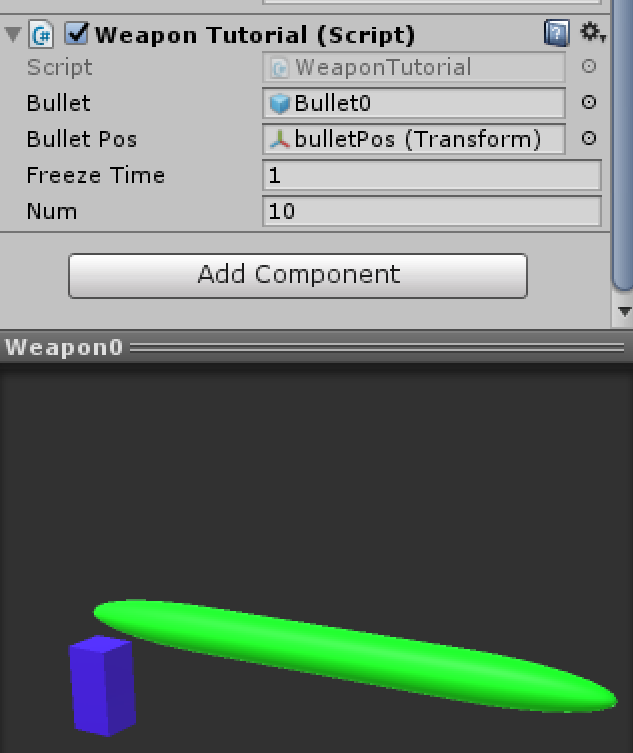 Weapon Tutorial (Script)
Script WeaponTutorial
Bullet Bullet0
Bullet Pos bulletPos (Transform)
Freeze Time 1
Num 10
Add Component
Weapon0